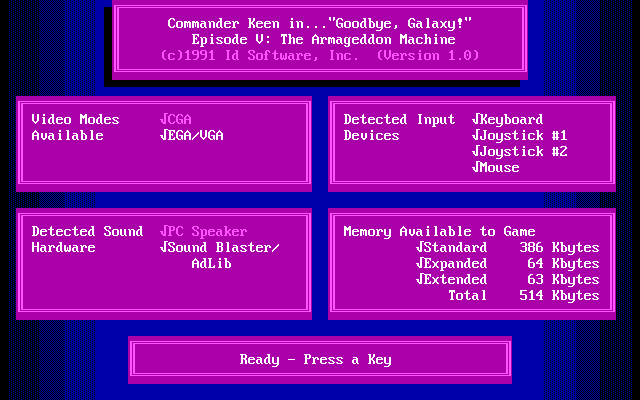 Commander Keen in..."Goodbye, Galaxy!"
Episode V: The Armageddon Machine
(c)1991 Id Software, Inc.  (Version 1.0)
Video Modes √CGA
Available √EGA/VGA
Detected Input √Keyboard
Devices √Joystick #1
√Joystick #2
√Mouse
Detected Sound √PC Speaker
Hardware √Sound Blaster/
AdLib
Memory Available to Game
√Standard 386 Kbytes
√Expanded 64 Kbytes
√Extended 63 Kbytes
Total 514 Kbytes
Ready - Press a Key